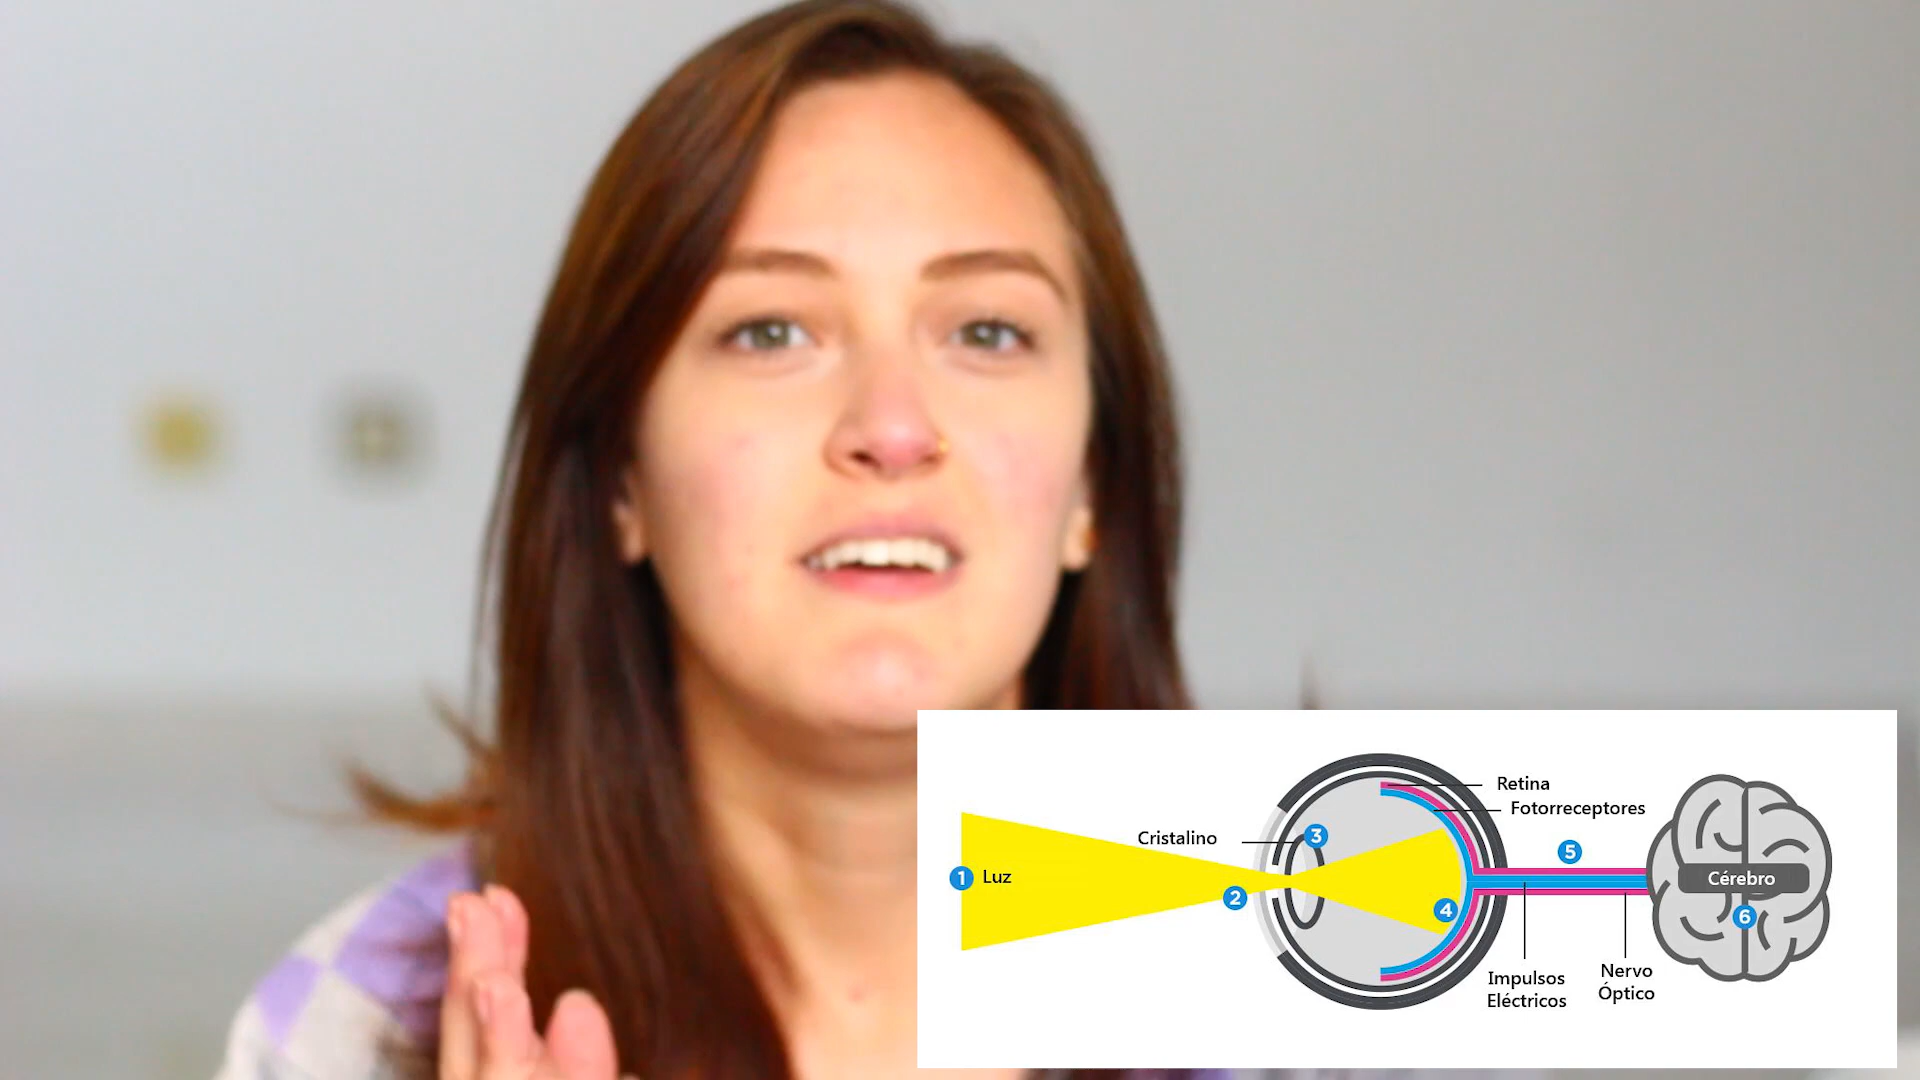 Retina
Fotorreceptores
Cristalino
3
5
1 Luz
Cérebro
2
4
6
Impulsos
Eléctricos
Nervo
Óptico